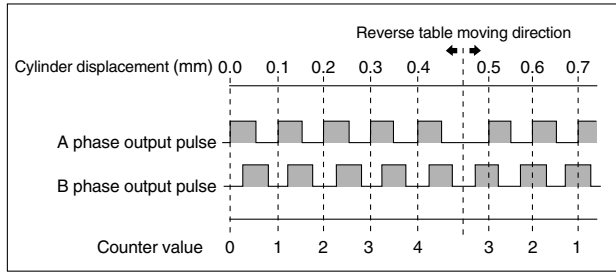 Reverse table moving direction
Cylinder displacement (mm) 0.0 0.1 0.2 0.3 0.4 0.5 0.6 0.7
A phase output pulse
B phase output pulse
Counter value 0 1 2 3 4 3 2 1